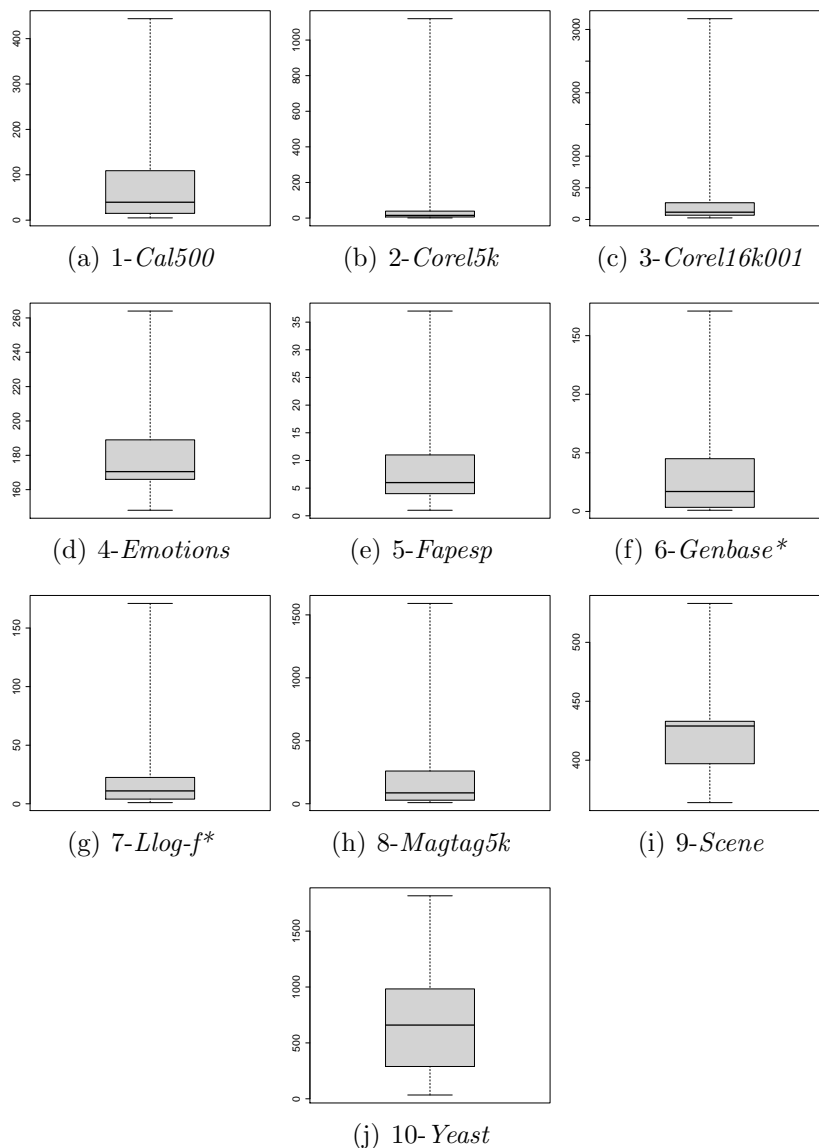 0 100 200 300 400
0 200 400 600 800 1000
0 500 1000 2000 3000
(a) 1-Cal500
(b) 2-Corel5k
(c) 3-Corel16k001
160 180 200 220 240 260
0 5 10 15 20 25 30 35
0 50 100 150
(d) 4-Emotions
(e) 5-Fapesp
(f) 6-Genbase*
0 50 100 150
0 500 1000 1500
400 450 500
(g) 7-Llog-f*
(h) 8-Magtag5k
(i) 9-Scene
0 500 1000 1500
(j) 10-Yeast